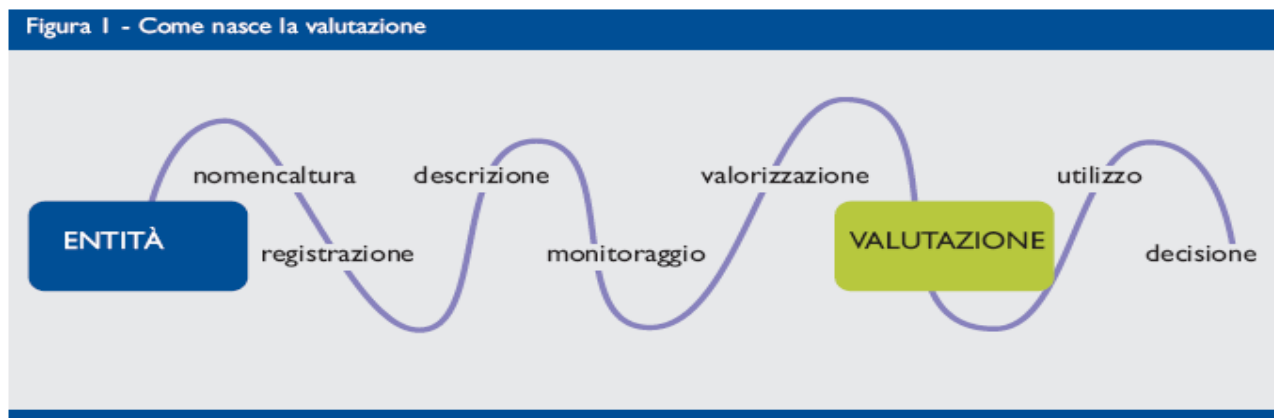 Figura 1 - Come nasce la valutazione
nomencaltura
descrizione
valorizzazione
utilizzo
ENTITÀ
registrazione
monitoraggio
VALUTAZIONE
decisione